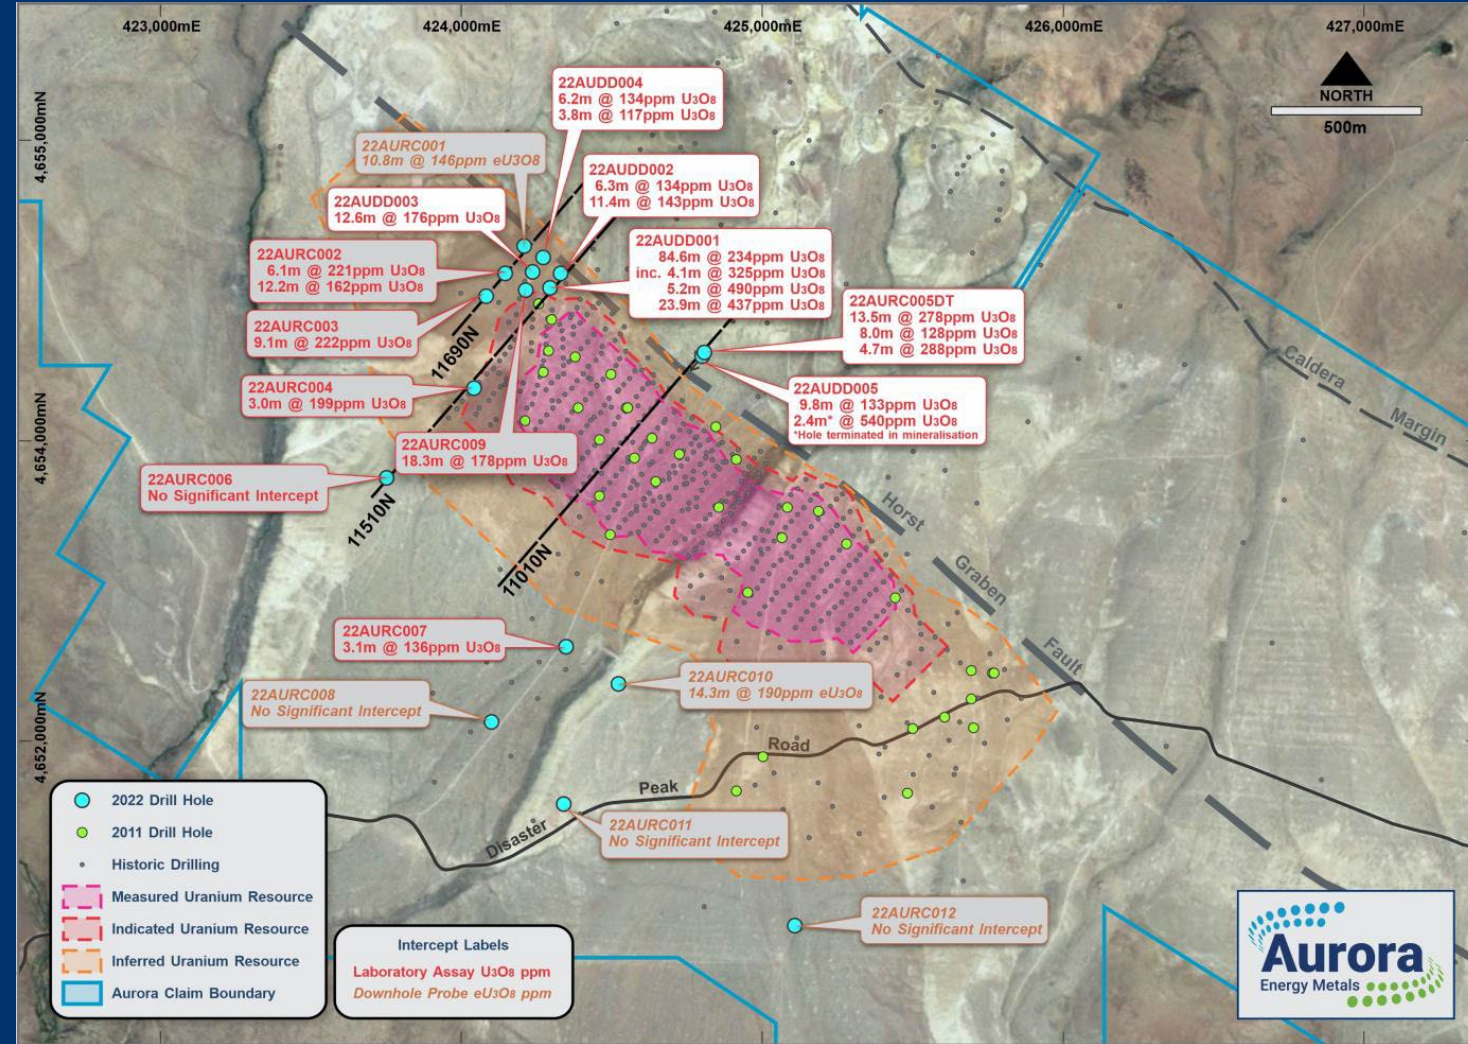 423,000mE
424,000mE
425,000mE
426,000mE
427,000mE
4,655,000mN
4,654,000mN
4,652,000mN
NORTH
500m
22AUDD004
6.2m @ 134ppm U3O8
3.8m @ 117ppm U3O8
22AURC001
10.8m @ 146ppm eU3O8
22AUDD002
6.3m @ 134ppm U3O8
11.4m @ 143ppm U3O8
22AUDD003
12.6m @ 176ppm U3O8
22AURC002
6.1m @ 221ppm U3O8
12.2m @ 162ppm U3O8
22AUDD001
84.6m @ 234ppm U3O8
inc. 4.1m @ 325ppm U3O8
5.2m @ 490ppm U3O8
23.9m @ 437ppm U3O8
22AURC005DT
13.5m @ 278ppm U3O8
8.0m @ 128ppm U3O8
4.7m @ 288ppm U3O8
22AURC003
9.1m @ 222ppm U3O8
11690N
22AURC004
3.0m @ 199ppm U3O8
22AUDD005
9.8m @ 133ppm U3O8
2.4m* @ 540ppm U3O8
*Hole terminated in mineralisation
Caldera
Margin
22AURC009
18.3m @ 178ppm U3O8
22AURC006
No Significant Intercept
11510N
11010N
Horst
Graben
Fault
22AURC007
3.1m @ 136ppm U3O8
22AURC010
14.3m @ 190ppm eU3O8
22AURC008
No Significant Intercept
Disaster
Peak
Road
22AURC011
No Significant Intercept
22AURC012
No Significant Intercept
2022 Drill Hole
2011 Drill Hole
Historic Drilling
Measured Uranium Resource
Indicated Uranium Resource
Inferred Uranium Resource
Aurora Claim Boundary
Intercept Labels
Laboratory Assay U3O8 ppm
Downhole Probe eU3O8 ppm
Aurora
Energy Metals